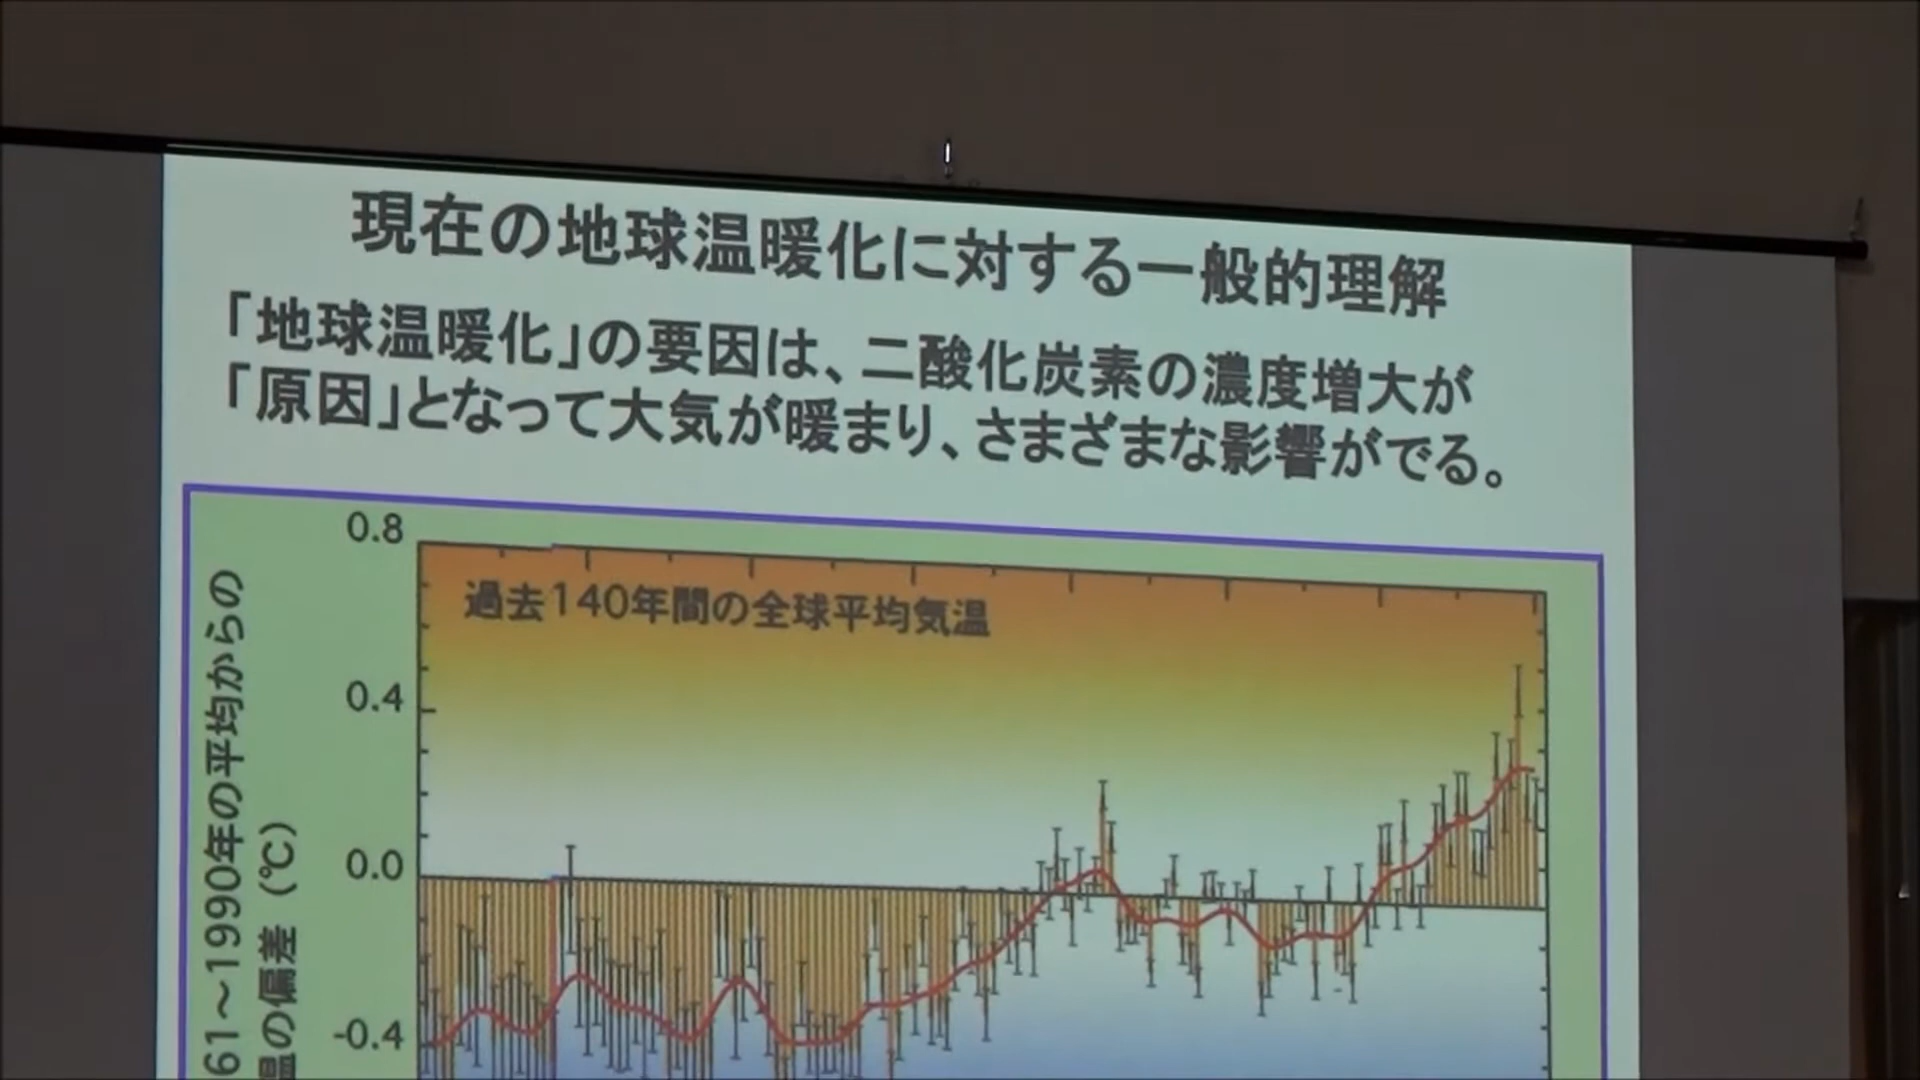 現在の地球温暖化に対する一般的理解
「地球温暖化」の要因は、二酸化炭素の濃度増大が
「原因」となって大気が暖まり、さまざまな影響がでる。
0.8
過去140年間の全球平均気温
0.4
0.0
-0.4
61～1990年の平均からの
温の偏差（℃）